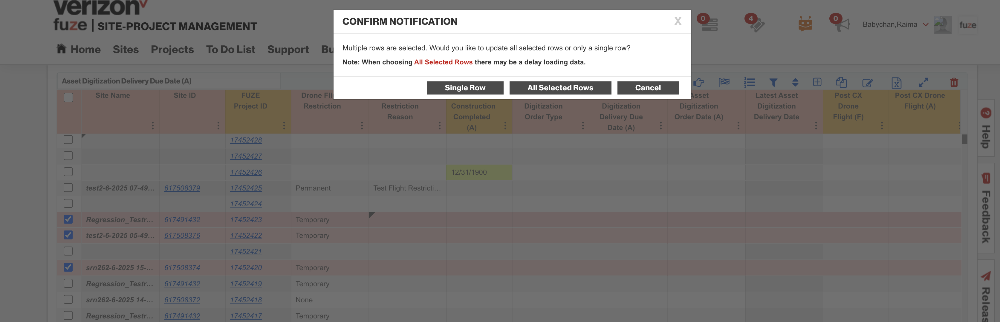 verizon
fuze | SITE-PROJECT MANAGEMENT
Home Sites Projects To Do List Support Bu
CONFIRM NOTIFICATION X
Multiple rows are selected. Would you like to update all selected rows or only a single row?
Note: When choosing All Selected Rows there may be a delay loading data.
Single Row All Selected Rows Cancel
0 4 0 Babychan,Raima fuze
Asset Digitization Delivery Due Date (A)
Site Name
Site ID
FUZE
Project ID
Drone Flig
Restriction
Restriction
Reason
Construction
Completed
(A)
Digitization
Order Type
Digitization
Delivery Due
Date (A)
Asset
Digitization
Order Date (A)
Latest Asset
Digitization
Delivery Date
Post CX
Drone
Flight (F)
Post CX Drone
Flight (A)
17452428
17452427
17452426 12/31/1900
test2-6-2025 07-49... 617508379 17452425 Permanent Test Flight Restricti...
17452424
Regression_Testr... 617491432 17452423 Temporary
test2-6-2025 05-49... 617508376 17452422 Temporary
17452421
srn262-6-2025 15-... 617508374 17452420 Temporary
Regression_Testr... 617491432 17452419 Temporary
srn262-6-2025 14-... 617508372 17452418 None
Regression_Testr... 617491432 17452417 Temporary
Help
Feedback
Releas